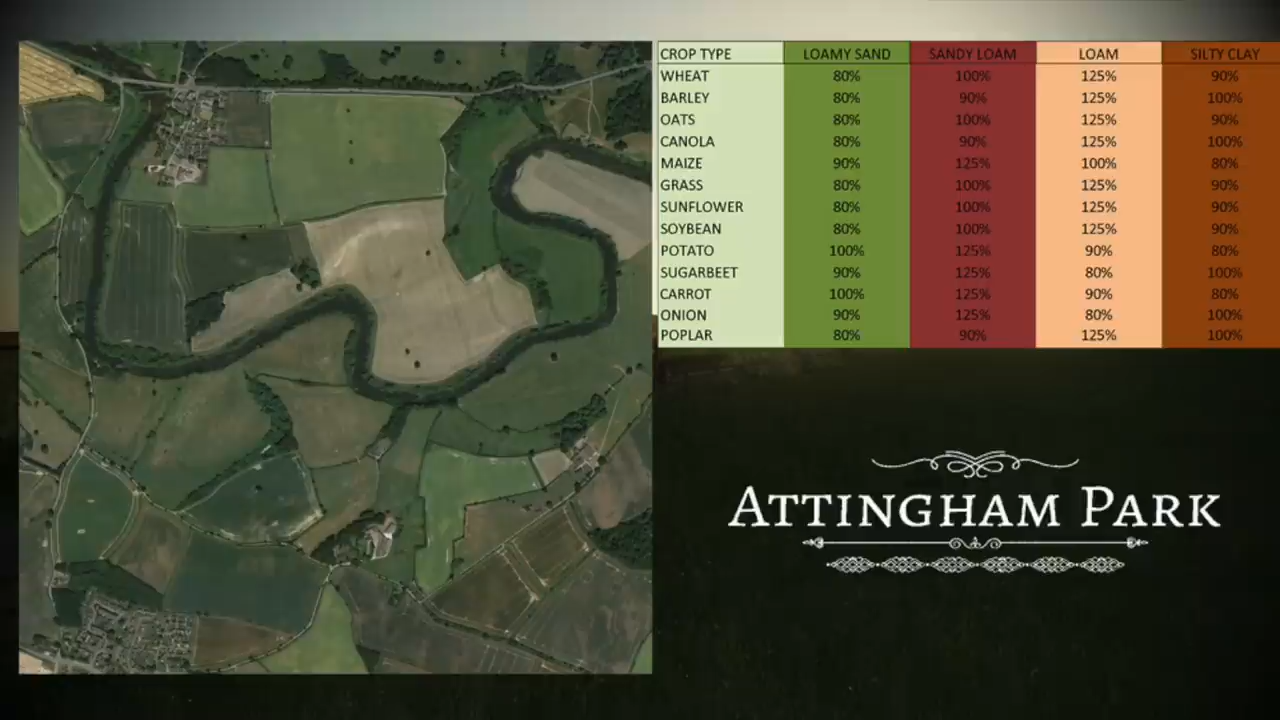 CROP TYPE LOAMY SAND SANDY LOAM LOAM SILTY CLAY
WHEAT 80% 100% 125% 90%
BARLEY 80% 90% 125% 100%
OATS 80% 100% 125% 90%
CANOLA 80% 90% 125% 100%
MAIZE 90% 125% 100% 80%
GRASS 80% 100% 125% 90%
SUNFLOWER 80% 100% 125% 90%
SOYBEAN 80% 100% 125% 90%
POTATO 100% 125% 90% 80%
SUGARBEET 90% 125% 80% 100%
CARROT 100% 125% 90% 80%
ONION 90% 125% 80% 100%
POPLAR 80% 90% 125% 100%
ATTINGHAM PARK